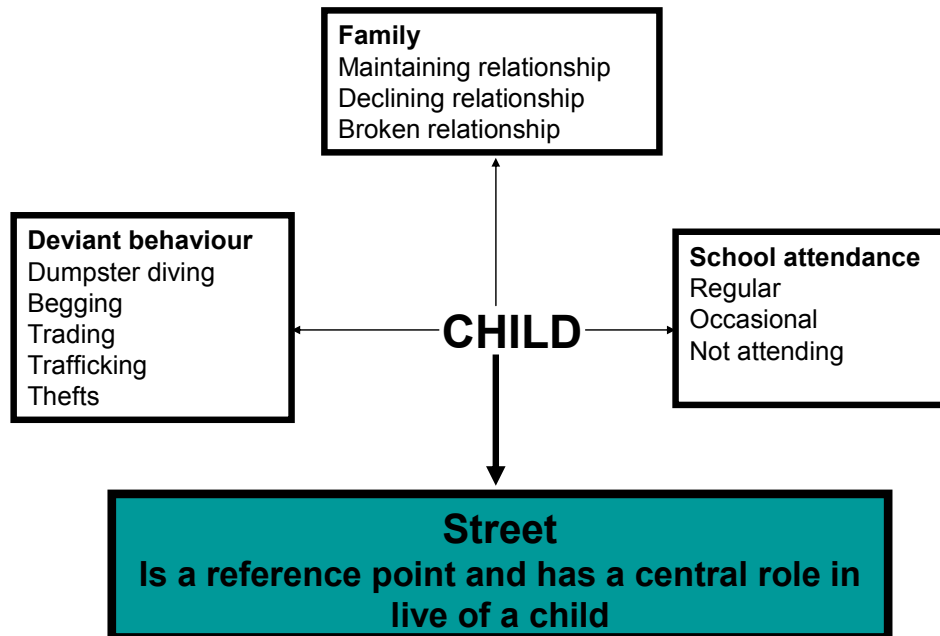 Family
Maintaining relationship
Declining relationship
Broken relationship
Deviant behaviour
Dumpster diving
Begging
Trading
Trafficking
Thefts
CHILD
School attendance
Regular
Occasional
Not attending
Street
Is a reference point and has a central role in
live of a child